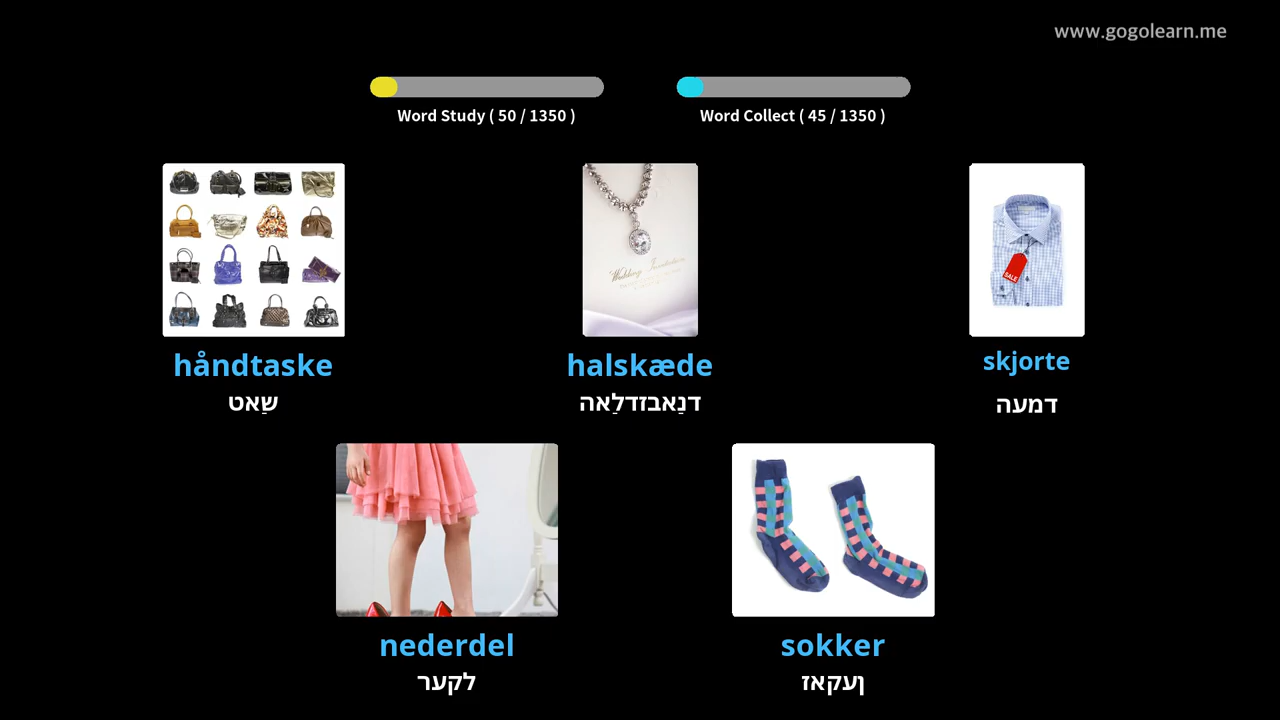 www.gogolearn.me
Word Study ( 50 / 1350 )
Word Collect ( 45 / 1350 )
håndtaske
שַאט
halskæde
דנַאבזדלַאה
skjorte
דמעה
nederdel
לקער
sokker
ןעקאז